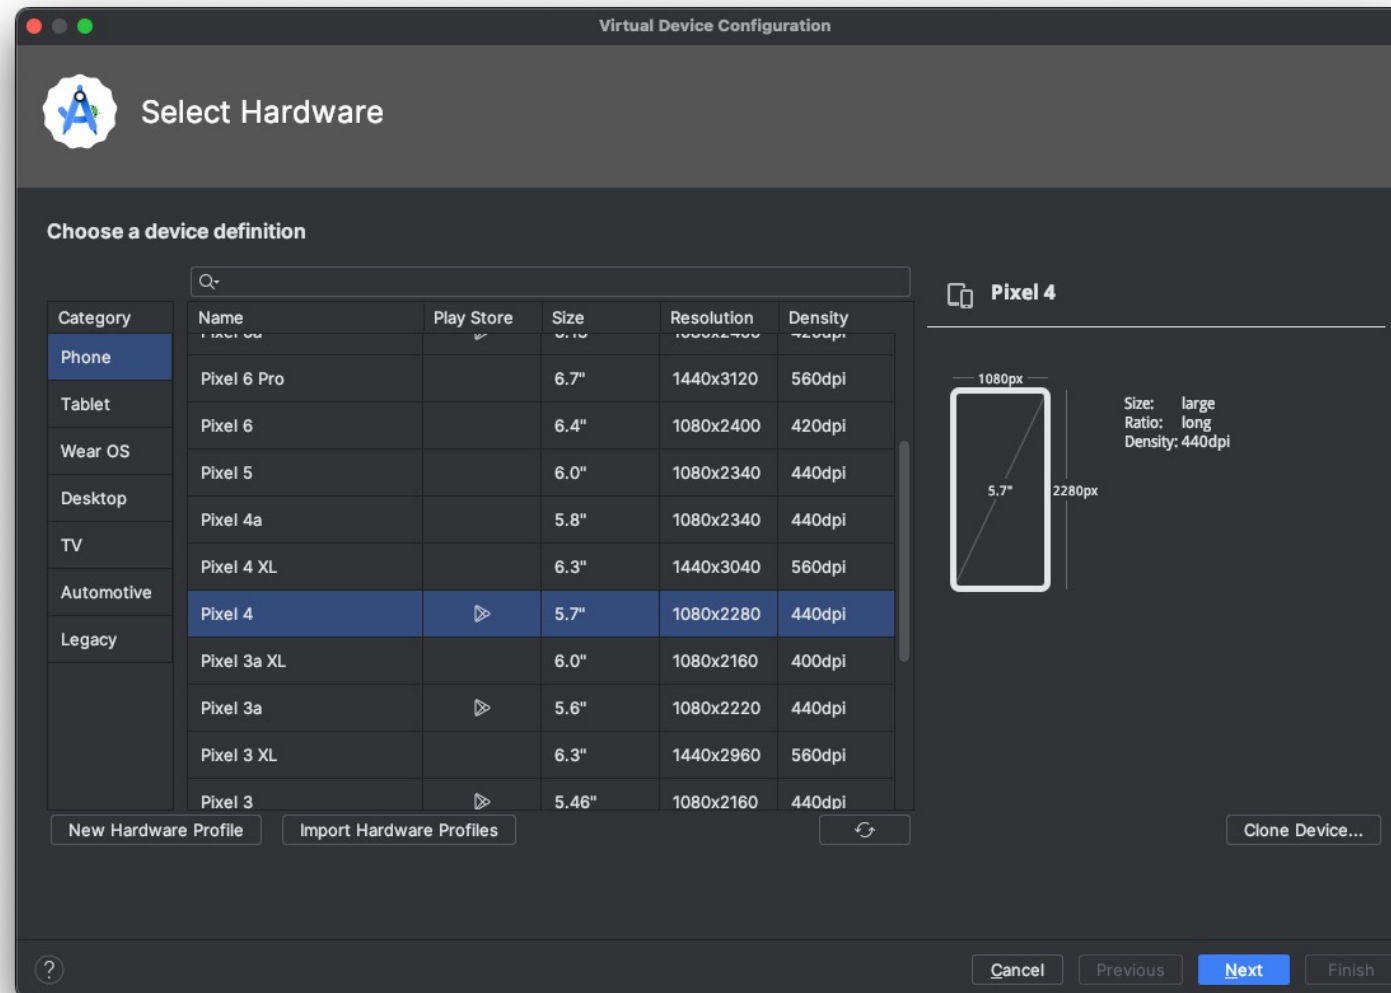 Virtual Device Configuration
Select Hardware
Choose a device definition
Category
Phone
Tablet
Wear OS
Desktop
TV
Automotive
Legacy
Name Play Store Size Resolution Density
Pixel 6 Pro 6.7" 1440x3120 560dpi
Pixel 6 6.4" 1080x2400 420dpi
Pixel 5 6.0" 1080x2340 440dpi
Pixel 4a 5.8" 1080x2340 440dpi
Pixel 4 XL 6.3" 1440x3040 560dpi
Pixel 4 5.7" 1080x2280 440dpi
Pixel 3a XL 6.0" 1080x2160 400dpi
Pixel 3a 5.6" 1080x2220 440dpi
Pixel 3 XL 6.3" 1440x2960 560dpi
Pixel 3 5.46" 1080x2160 440dpi
Pixel 4
1080px
5.7"
2280px
Size: large
Ratio: long
Density: 440dpi
New Hardware Profile Import Hardware Profiles
Clone Device...
?
Cancel Previous Next Finish